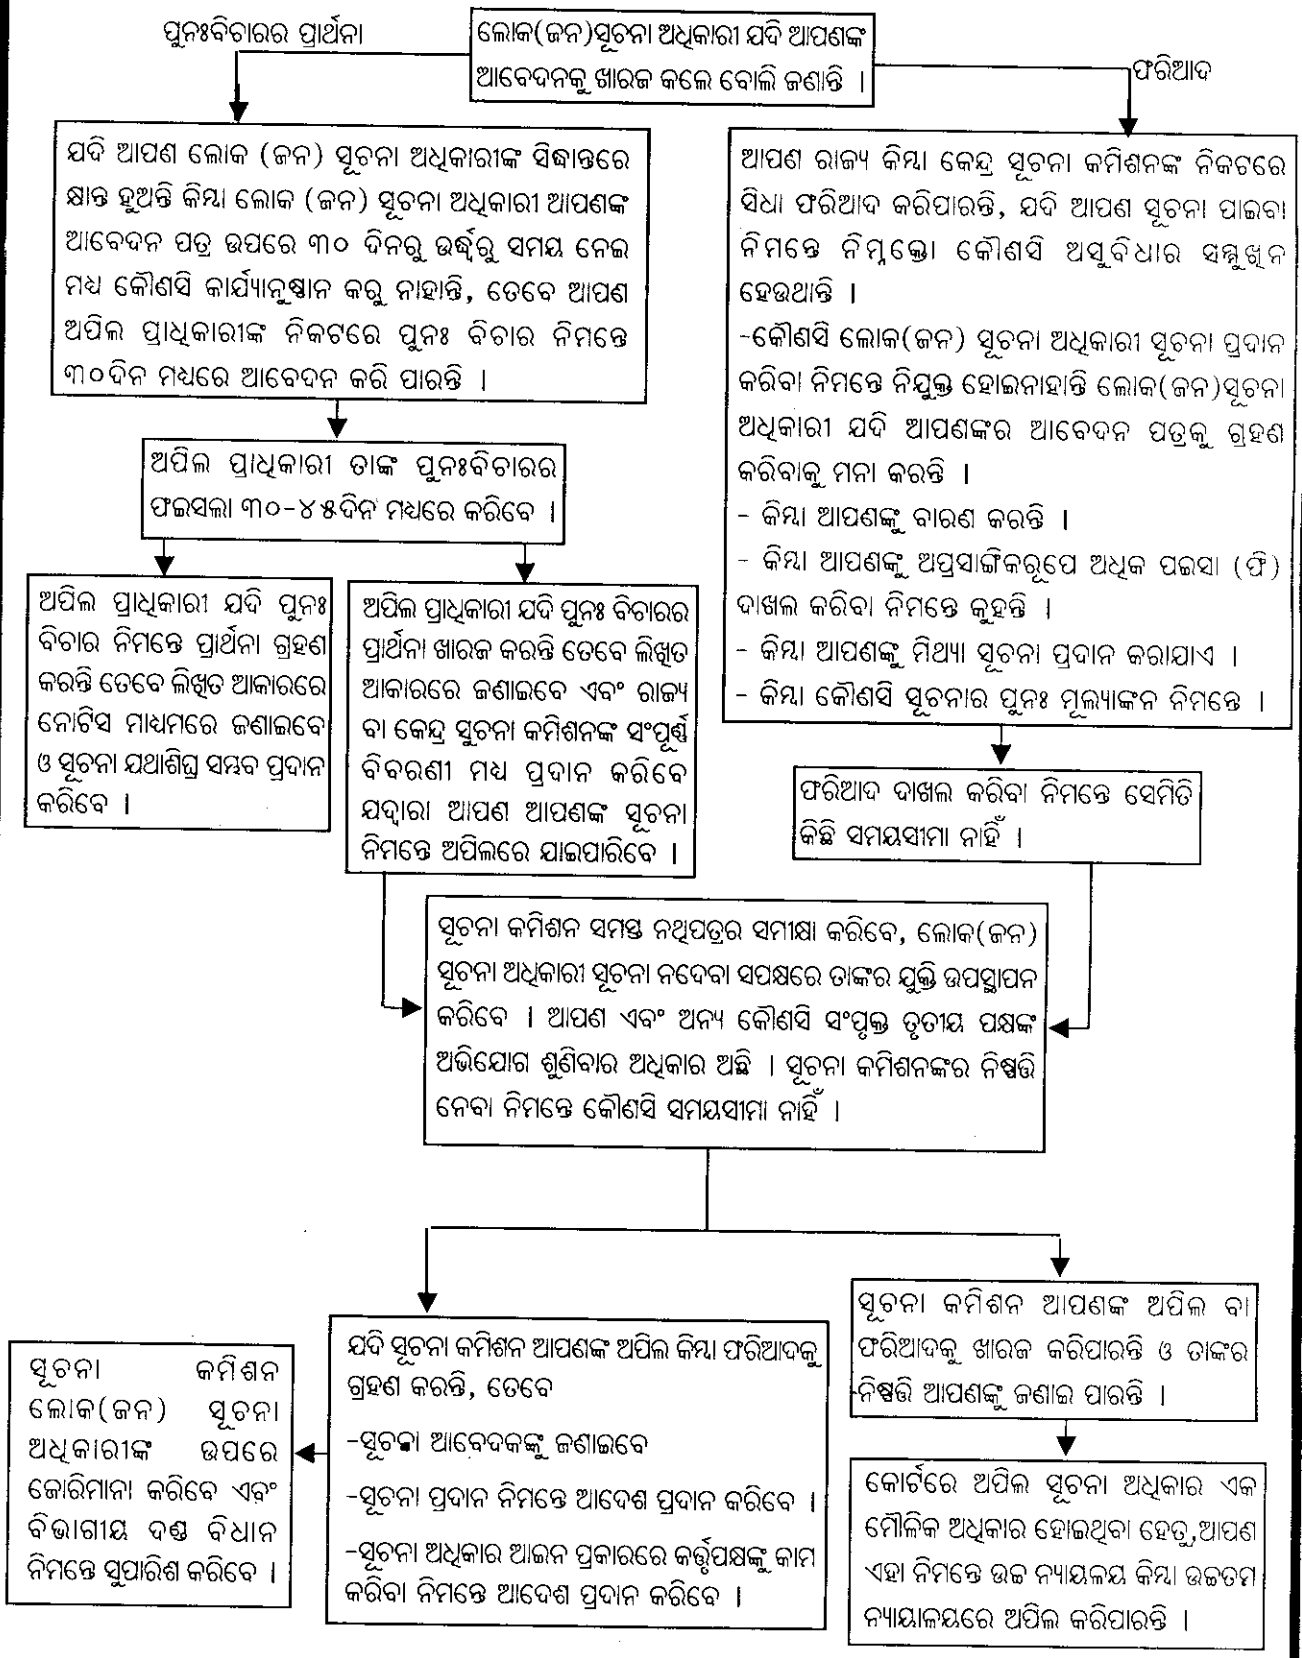 ପୁନଃବିଚାରର ପ୍ରାର୍ଥନା
ଲୋକ(ଜନ)ସୂଚନା ଅଧିକାରୀ ଯଦି ଆପଣଙ୍କ
ଆବେଦନକୁ ଖାରଜ କଲେ ବୋଲି ଜଣାନ୍ତି ।
ଫରିଆଦ
ଯଦି ଆପଣ ଲୋକ (ଜନ) ସୂଚନା ଅଧିକାରୀଙ୍କ ସିଦ୍ଧାନ୍ତରେ
କ୍ଷାନ୍ତ ହୁଅନ୍ତି କିମ୍ବା ଲୋକ (ଜନ) ସୂଚନା ଅଧିକାରୀ ଆପଣଙ୍କ
ଆବେଦନ ପତ୍ର ଉପରେ ୩୦ ଦିନରୁ ଉର୍ଦ୍ଧ୍ୱରୁ ସମୟ ନେଇ
ମଧ୍ୟ କୌଣସି କାର୍ଯ୍ୟାନୁଷ୍ଠାନ କରୁ ନାହାନ୍ତି, ତେବେ ଆପଣ
ଅପିଲ ପ୍ରାଧିକାରୀଙ୍କ ନିକଟରେ ପୁନଃ ବିଚାର ନିମନ୍ତେ
୩୦ଦିନ ମଧ୍ୟରେ ଆବେଦନ କରି ପାରନ୍ତି ।
ଆପଣ ରାଜ୍ୟ କିମ୍ବା କେନ୍ଦ୍ର ସୂଚନା କମିଶନଙ୍କ ନିକଟରେ
ସିଧା ଫରିଆଦ କରିପାରନ୍ତି, ଯଦି ଆପଣ ସୂଚନା ପାଇବା
ନିମନ୍ତେ ନିମ୍ନକ୍ତୋ କୌଣସି ଅସୁବିଧାର ସମ୍ମୁଖିନ
ହେଉଥାନ୍ତି ।
-କୌଣସି ଲୋକ(ଜନ) ସୂଚନା ଅଧିକାରୀ ସୂଚନା ପ୍ରଦାନ
କରିବା ନିମନ୍ତେ ନିଯୁକ୍ତ ହୋଇନାହାନ୍ତି ଲୋକ(ଜନ)ସୂଚନା
ଅଧିକାରୀ ଯଦି ଆପଣଙ୍କର ଆବେଦନ ପତ୍ରକୁ ଗ୍ରହଣ
କରିବାକୁ ମନା କରନ୍ତି ।
- କିମ୍ବା ଆପଣଙ୍କୁ ବାରଣ କରନ୍ତି ।
- କିମ୍ବା ଆପଣଙ୍କୁ ଅପ୍ରସାଙ୍ଗିକରୂପେ ଅଧିକ ପଇସା (ଫି)
ଦାଖଲ କରିବା ନିମନ୍ତେ କୁହନ୍ତି ।
- କିମ୍ବା ଆପଣଙ୍କୁ ମିଥ୍ୟା ସୂଚନା ପ୍ରଦାନ କରାଯାଏ ।
- କିମ୍ବା କୌଣସି ସୂଚନାର ପୁନଃ ମୂଲ୍ୟାଙ୍କନ ନିମନ୍ତେ ।
ଅପିଲ ପ୍ରାଧିକାରୀ ତାଙ୍କ ପୁନଃବିଚାରର
ଫଇସଲା ୩୦-୪୫ଦିନ ମଧ୍ୟରେ କରିବେ ।
ଅପିଲ ପ୍ରାଧିକାରୀ ଯଦି ପୁନଃ
ବିଚାର ନିମନ୍ତେ ପ୍ରାର୍ଥନା ଗ୍ରହଣ
କରନ୍ତି ତେବେ ଲିଖିତ ଆକାରରେ
ନୋଟିସ ମାଧ୍ୟମରେ ଜଣାଇବେ
ଓ ସୂଚନା ଯଥାଶିଘ୍ର ସମ୍ଭବ ପ୍ରଦାନ
କରିବେ ।
ଅପିଲ ପ୍ରାଧିକାରୀ ଯଦି ପୁନଃ ବିଚାରର
ପ୍ରାର୍ଥନା ଖାରଜ କରନ୍ତି ତେବେ ଲିଖିତ
ଆକାରରେ ଜଣାଇବେ ଏବଂ ରାଜ୍ୟ
ବା କେନ୍ଦ୍ର ସୁଚନା କମିଶନଙ୍କ ସଂପୂର୍ଣ୍ଣ
ବିବରଣୀ ମଧ୍ୟ ପ୍ରଦାନ କରିବେ
ଯଦ୍ୱାରା ଆପଣ ଆପଣଙ୍କ ସୂଚନା
ନିମନ୍ତେ ଅପିଲରେ ଯାଇପାରିବେ ।
ଫରିଆଦ ଦାଖଲ କରିବା ନିମନ୍ତେ ସେମିତି
କିଛି ସମୟସୀମା ନାହିଁ ।
ସୂଚନା କମିଶନ ସମସ୍ତ ନଥିପତ୍ରର ସମୀକ୍ଷା କରିବେ, ଲୋକ(ଜନ)
ସୂଚନା ଅଧିକାରୀ ସୂଚନା ନଦେବା ସପକ୍ଷରେ ତାଙ୍କର ଯୁକ୍ତି ଉପସ୍ଥାପନ
କରିବେ । ଆପଣ ଏବଂ ଅନ୍ୟ କୌଣସି ସଂପୃକ୍ତ ତୃତୀୟ ପକ୍ଷଙ୍କ
ଅଭିଯୋଗ ଶୁଣିବାର ଅଧିକାର ଅଛି । ସୂଚନା କମିଶନଙ୍କର ନିଷ୍ପତ୍ତି
ନେବା ନିମନ୍ତେ କୌଣସି ସମୟସୀମା ନାହିଁ ।
ସୂଚନା କମିଶନ
ଲୋକ(ଜନ) ସୂଚନା
ଅଧିକାରୀଙ୍କ ଉପରେ
ଜୋରିମାନା କରିବେ ଏବଂ
ବିଭାଗୀୟ ଦଣ୍ଡ ବିଧାନ
ନିମନ୍ତେ ସୁପାରିଶ କରିବେ ।
ଯଦି ସୂଚନା କମିଶନ ଆପଣଙ୍କ ଅପିଲ କିମ୍ବା ଫରିଆଦକୁ
ଗ୍ରହଣ କରନ୍ତି, ତେବେ
-ସୂଚନା ଆବେଦକଙ୍କୁ ଜଣାଇବେ
-ସୂଚନା ପ୍ରଦାନ ନିମନ୍ତେ ଆଦେଶ ପ୍ରଦାନ କରିବେ ।
-ସୂଚନା ଅଧିକାର ଆଇନ ପ୍ରକାରରେ କର୍ତ୍ତୃପକ୍ଷଙ୍କୁ କାମ
କରିବା ନିମନ୍ତେ ଆଦେଶ ପ୍ରଦାନ କରିବେ ।
ସୂଚନା କମିଶନ ଆପଣଙ୍କ ଅପିଲ ବା
ଫରିଆଦକୁ ଖାରଜ କରିପାରନ୍ତି ଓ ତାଙ୍କର
ନିଷ୍ପତ୍ତି ଆପଣଙ୍କୁ ଜଣାଇ ପାରନ୍ତି ।
କୋର୍ଟରେ ଅପିଲ ସୂଚନା ଅଧିକାର ଏକ
ମୌଳିକ ଅଧିକାର ହୋଇଥିବା ହେତୁ,ଆପଣ
ଏହା ନିମନ୍ତେ ଉଚ୍ଚ ନ୍ୟାୟଳୟ କିମ୍ବା ଉଚ୍ଚତମ
ନ୍ୟାୟାଳୟରେ ଅପିଲ କରିପାରନ୍ତି ।